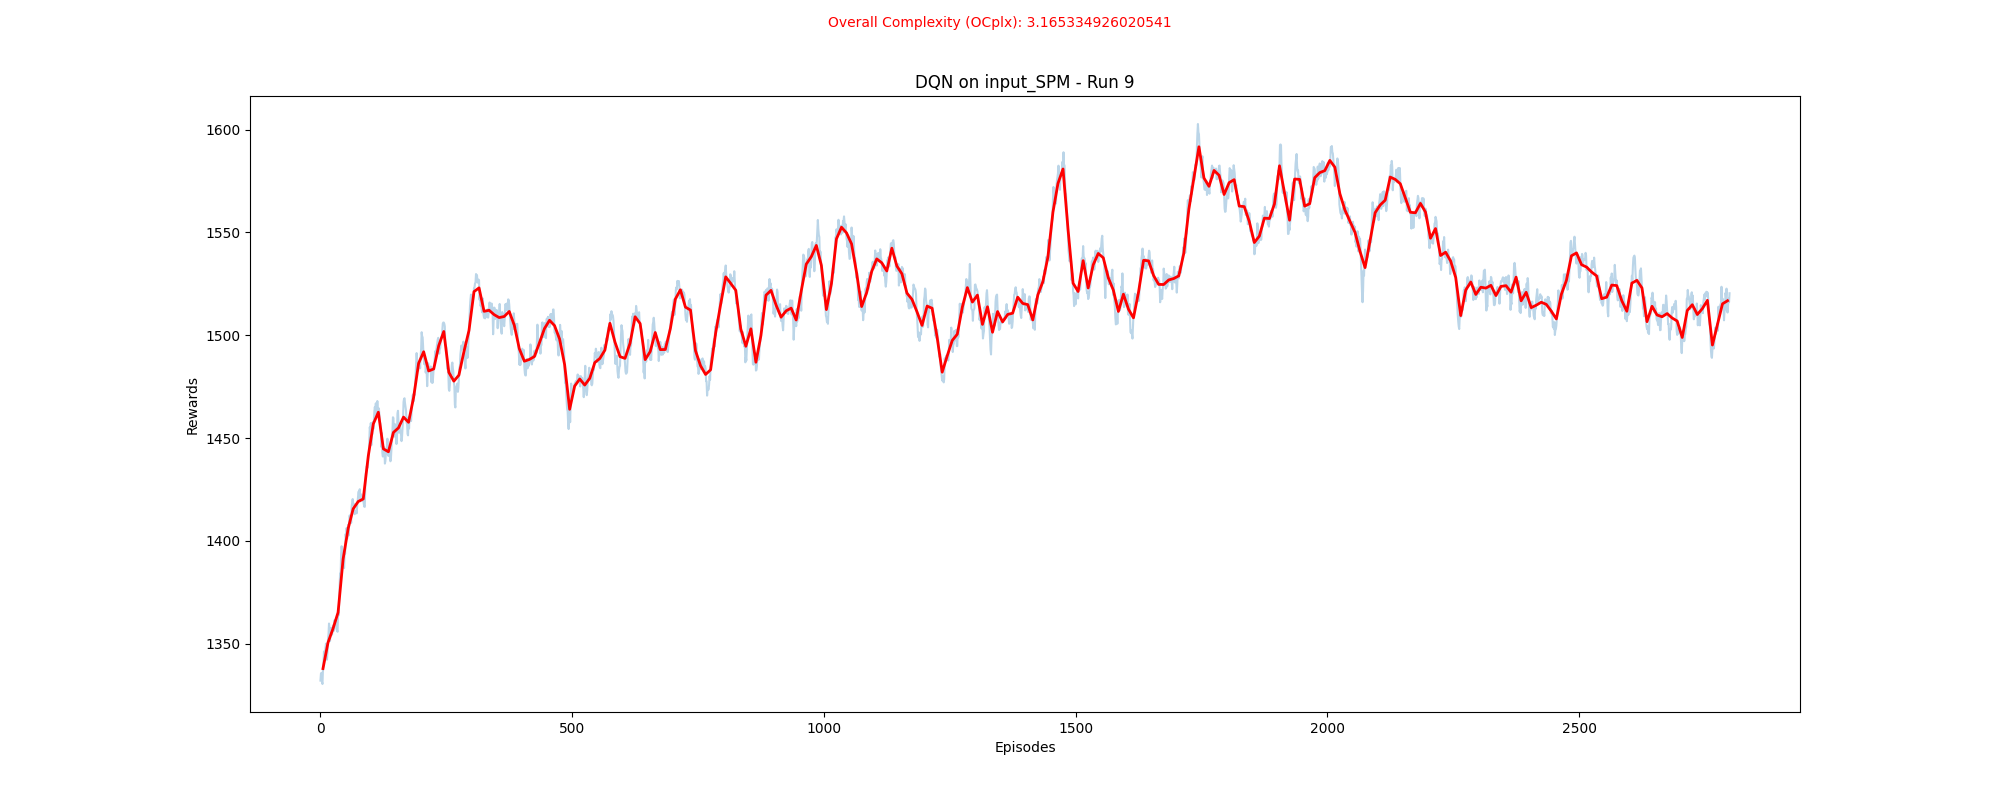 Overall Complexity (OCplx): 3.165334926020541
DQN on input_SPM - Run 9
1600
1550
1500
1450
1400
1350
Rewards
0 500 1000 1500 2000 2500
Episodes